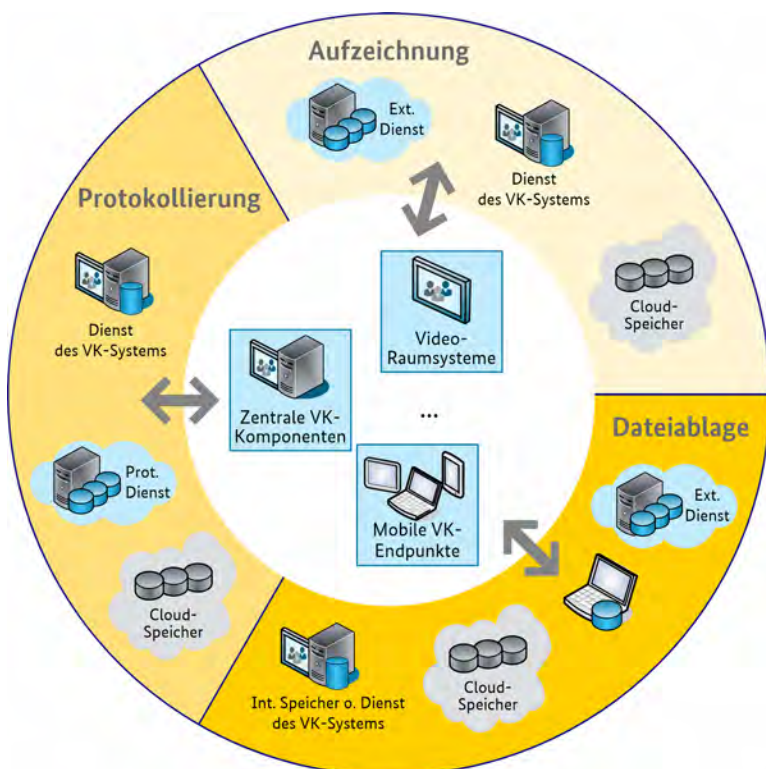 Aufzeichnung
Ext.
Dienst
Dienst
des VK-Systems
Cloud-
Speicher
Protokollierung
Dienst
des VK-Systems
Prot.
Dienst
Cloud-
Speicher
Video-
Raumsysteme
Zentrale VK-
Komponenten
...
Mobile VK-
Endpunkte
Dateiablage
Ext.
Dienst
Cloud-
Speicher
Int. Speicher o. Dienst
des VK-Systems